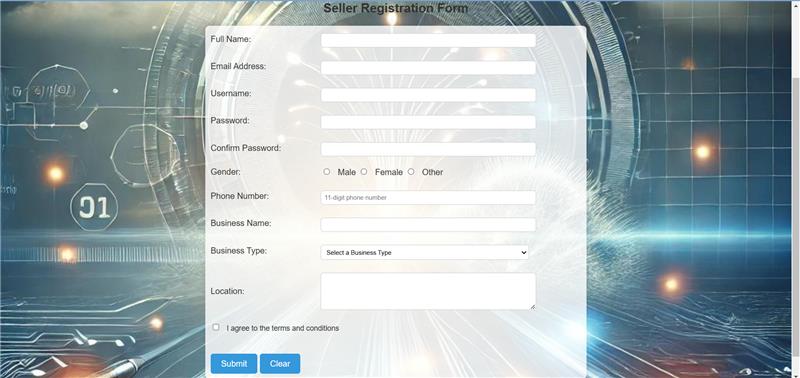 Seller Registration Form
Full Name:
Email Address:
Username:
Password:
Confirm Password:
Gender: Male Female Other
Phone Number: 11-digit phone number
Business Name:
Business Type: Select a Business Type
Location:
I agree to the terms and conditions
Submit Clear